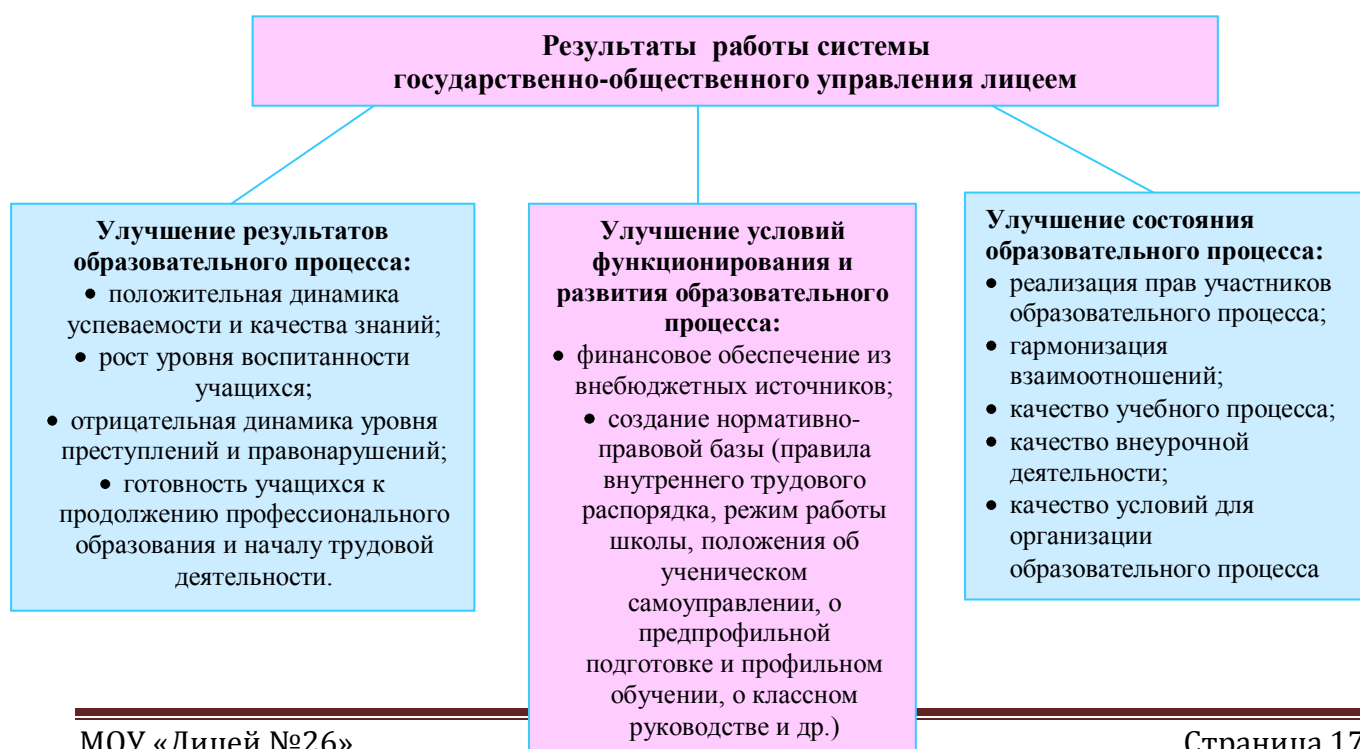 Результаты работы системы
государственно-общественного управления лицеем
Улучшение результатов
образовательного процесса:
• положительная динамика
успеваемости и качества знаний;
• рост уровня воспитанности
учащихся;
• отрицательная динамика уровня
преступлений и правонарушений;
• готовность учащихся к
продолжению профессионального
образования и началу трудовой
деятельности.
Улучшение условий
функционирования и
развития образовательного
процесса:
• финансовое обеспечение из
внебюджетных источников;
• создание нормативно-
правовой базы (правила
внутреннего трудового
распорядка, режим работы
школы, положения об
ученическом
самоуправлении, о
предпрофильной
подготовке и профильном
обучении, о классном
руководстве и др.)
Улучшение состояния
образовательного процесса:
• реализация прав участников
образовательного процесса;
• гармонизация
взаимоотношений;
• качество учебного процесса;
• качество внеурочной
деятельности;
• качество условий для
организации
образовательного процесса
МОУ «Лицей №26»
Страница 17